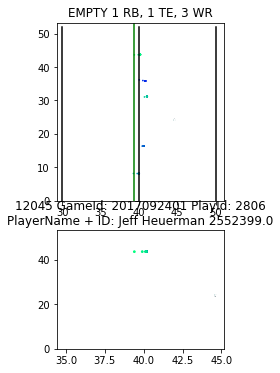 EMPTY 1 RB, 1 TE, 3 WR
50
40
30
20
10
0
30 35 40 45 50
12045 GameId: 2017092401 PlayId: 2806
PlayerName + ID: Jeff Heuerman 2552399.0
40
20
0
35.0 37.5 40.0 42.5 45.0